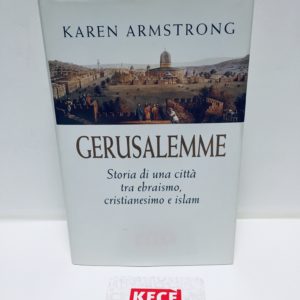 KAREN ARMSTRONG
GERUSALEMME
Storia di una città
tra ebraismo,
cristianesimo e islam
KECE